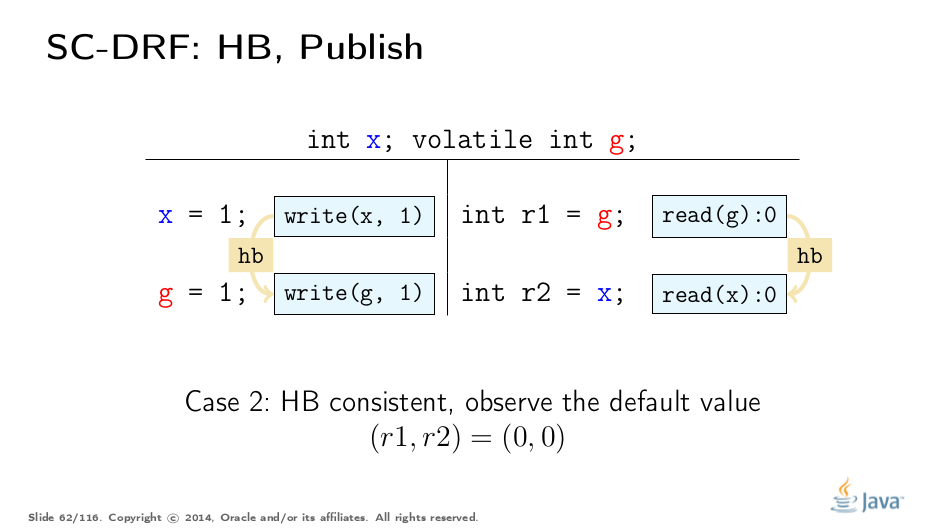 SC-DRF: HB, Publish
int x; volatile int g;
x = 1; write(x, 1) int r1 = g; read(g):0
hb hb
g = 1; write(g, 1) int r2 = x; read(x):0
Case 2: HB consistent, observe the default value
(r1, r2) = (0, 0)
Java™
Slide 62/116. Copyright © 2014, Oracle and/or its affiliates. All rights reserved.